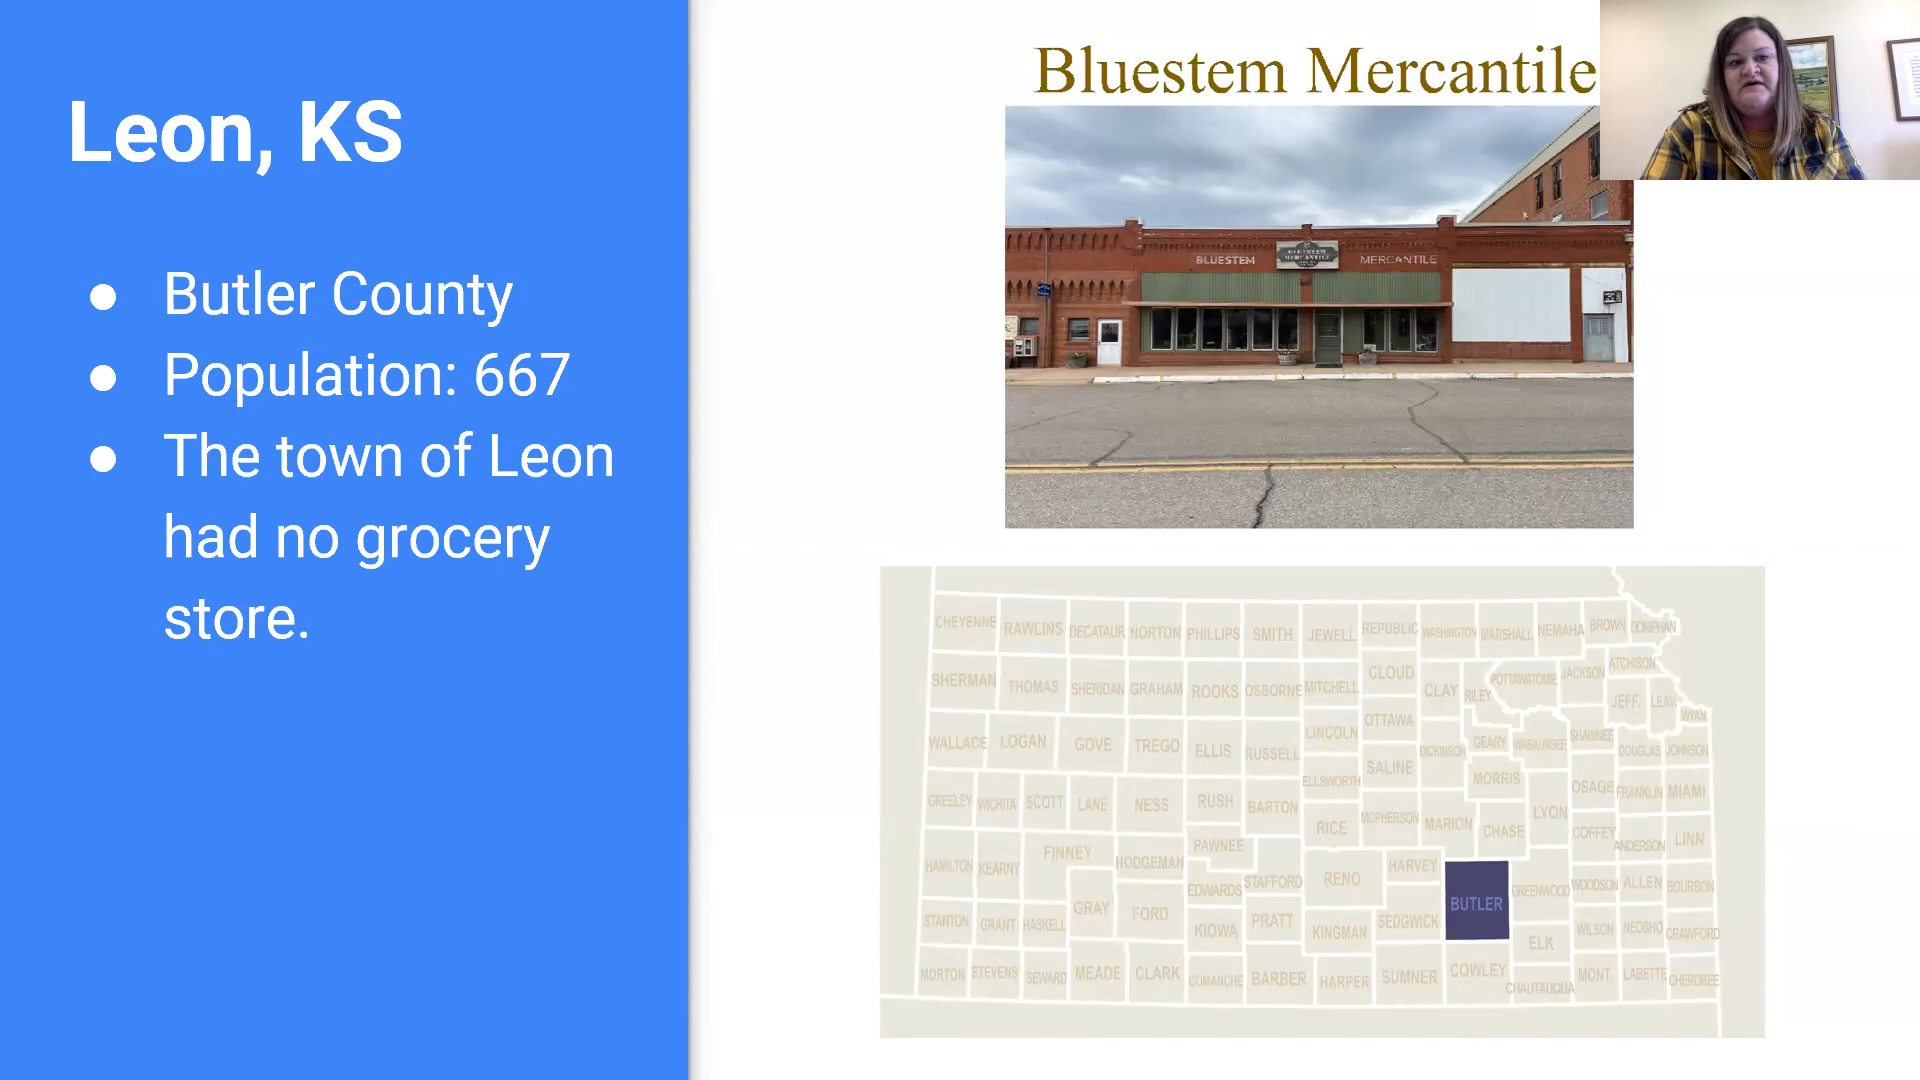 Leon, KS
● Butler County
● Population: 667
● The town of Leon
had no grocery
store.
Bluestem Mercantile
BLUESTEM
BLUESTEM
MERCANTILE
MERCANTILE
CHEYENNE RAWLINS DECATAUR NORTON PHILLIPS SMITH JEWELL REPUBLIC WASHINGTON MARSHALL NEMAHA BROWN DONIPHAN
SHERMAN THOMAS SHERIDAN GRAHAM ROOKS OSBORNE MITCHELL CLOUD CLAY RILEY POTTAWATOMIE JACKSON ATCHISON
JEFF. LEAV. WYAN.
WALLACE LOGAN GOVE TREGO ELLIS RUSSELL LINCOLN OTTAWA DICKINSON GEARY WABAUNSEE SHAWNEE DOUGLAS JOHNSON
ELLSWORTH SALINE MORRIS
GREELEY WICHITA SCOTT LANE NESS RUSH BARTON RICE MCPHERSON MARION CHASE LYON OSAGE FRANKLIN MIAMI
HAMILTON KEARNY FINNEY HODGEMAN PAWNEE COFFEY ANDERSON LINN
EDWARDS STAFFORD RENO HARVEY BUTLER GREENWOOD WOODSON ALLEN BOURBON
STANTON GRANT HASKELL GRAY FORD KIOWA PRATT KINGMAN SEDGWICK ELK WILSON NEOSHO CRAWFORD
MORTON STEVENS SEWARD MEADE CLARK COMANCHE BARBER HARPER SUMNER COWLEY CHAUTAUQUA MONT. LABETTE CHEROKEE